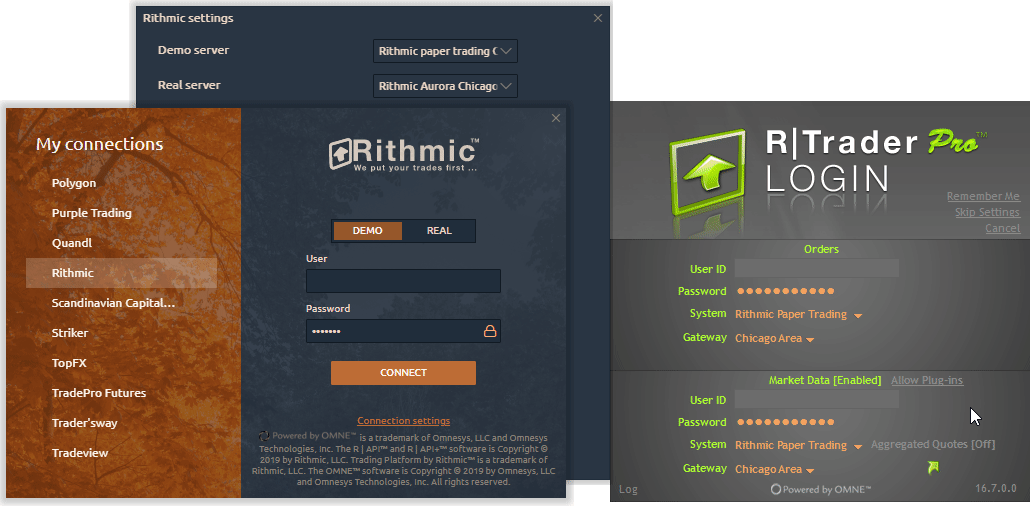 Rithmic settings
Demo server
Rithmic paper trading C
Real server
Rithmic Aurora Chicago
My connections
Polygon
Purple Trading
Quandl
Rithmic
Scandinavian Capital...
Striker
TopFX
TradePro Futures
Trader'sway
Tradeview
Rithmic™
We put your trades first ...
DEMO REAL
User
Password
•••••••
CONNECT
Connection settings
Powered by OMNE™ is a trademark of Omnesys, LLC and Omnesys
Technologies, Inc. The R | API™ and R | API+™ software is Copyright ©
2019 by Rithmic, LLC. Trading Platform by Rithmic™ is a trademark of
Rithmic, LLC. The OMNE™ software is Copyright © 2019 by Omnesys, LLC
and Omnesys Technologies, Inc. All rights reserved.
R|Trader Pro™
LOGIN
Remember Me
Skip Settings
Cancel
Orders
User ID
Password ●●●●●●●●●●●
System Rithmic Paper Trading
Gateway Chicago Area
Market Data [Enabled] Allow Plug-ins
User ID
Password ●●●●●●●●●●●
System Rithmic Paper Trading Aggregated Quotes [Off]
Gateway Chicago Area
Log Powered by OMNE™ 16.7.0.0